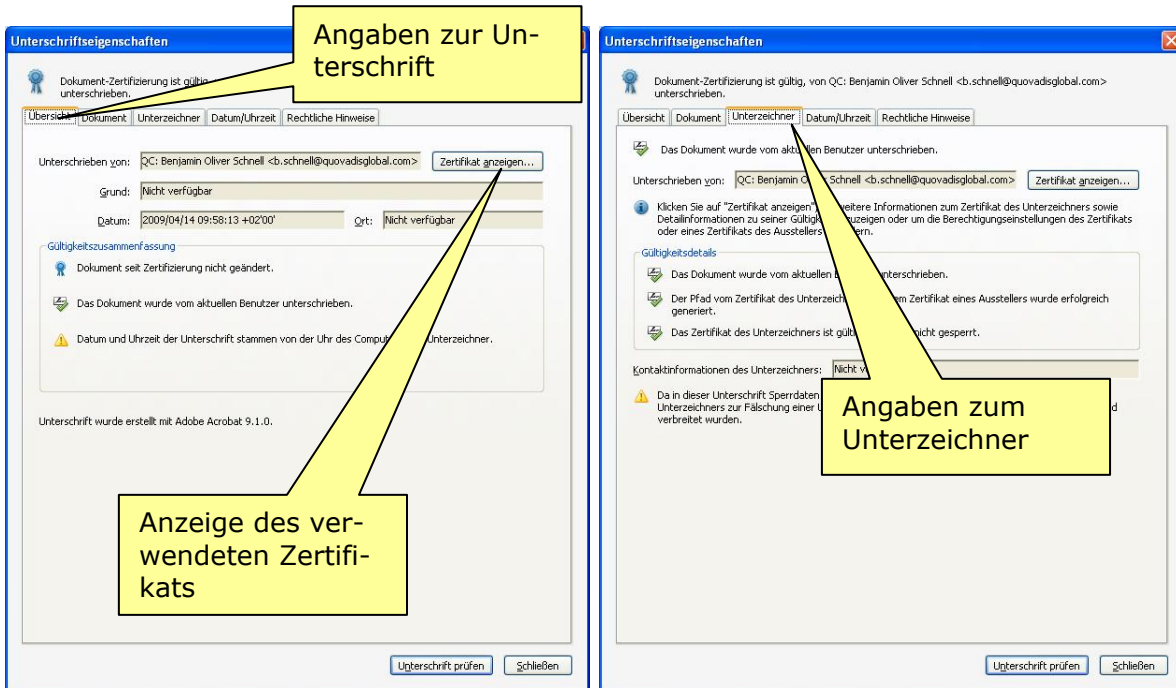 Angaben zur Un-
terschrift
Unterschriftseigenschaften
Dokument-Zertifizierung ist gültig,
unterschrieben.
Übersicht Dokument Unterzeichner Datum/Uhrzeit Rechtliche Hinweise
Unterschrieben von: QC: Benjamin Oliver Schnell <b.schnell@quovadisglobal.com> Zertifikat anzeigen...
Grund: Nicht verfügbar
Datum: 2009/04/14 09:58:13 +02'00' Ort: Nicht verfügbar
Gültigkeitszusammenfassung
Dokument seit Zertifizierung nicht geändert.
Das Dokument wurde vom aktuellen Benutzer unterschrieben.
Datum und Uhrzeit der Unterschrift stammen von der Uhr des Unterzeichner.
Unterschrift wurde erstellt mit Adobe Acrobat 9.1.0.
Anzeige des ver-
wendeten Zertifi-
kats
Unterschrift prüfen Schließen
Unterschriftseigenschaften
Dokument-Zertifizierung ist gültig, von QC: Benjamin Oliver Schnell <b.schnell@quovadisglobal.com>
unterschrieben.
Übersicht Dokument Unterzeichner Datum/Uhrzeit Rechtliche Hinweise
Das Dokument wurde vom aktuellen Benutzer unterschrieben.
Unterschrieben von: QC: Benjamin Oliver Schnell <b.schnell@quovadisglobal.com> Zertifikat anzeigen...
Klicken Sie auf "Zertifikat anzeigen" weitere Informationen zum Zertifikat des Unterzeichners sowie
Detailinformationen zu seiner Gültigkeit anzuzeigen oder um die Berechtigungseinstellungen des Zertifikats
oder eines Zertifikats des Ausstellers
Gültigkeitsdetails
Das Dokument wurde vom aktuellen unterschrieben.
Der Pfad vom Zertifikat des Zertifikat eines Ausstellers wurde erfolgreich
generiert.
Das Zertifikat des Unterzeichners ist nicht gesperrt.
Kontaktinformationen des Unterzeichners: Nicht
Da in dieser Unterschrift Sperrdaten
Unterzeichners zur Fälschung einer
verbreitet wurden.
Angaben zum
Unterzeichner
Unterschrift prüfen Schließen